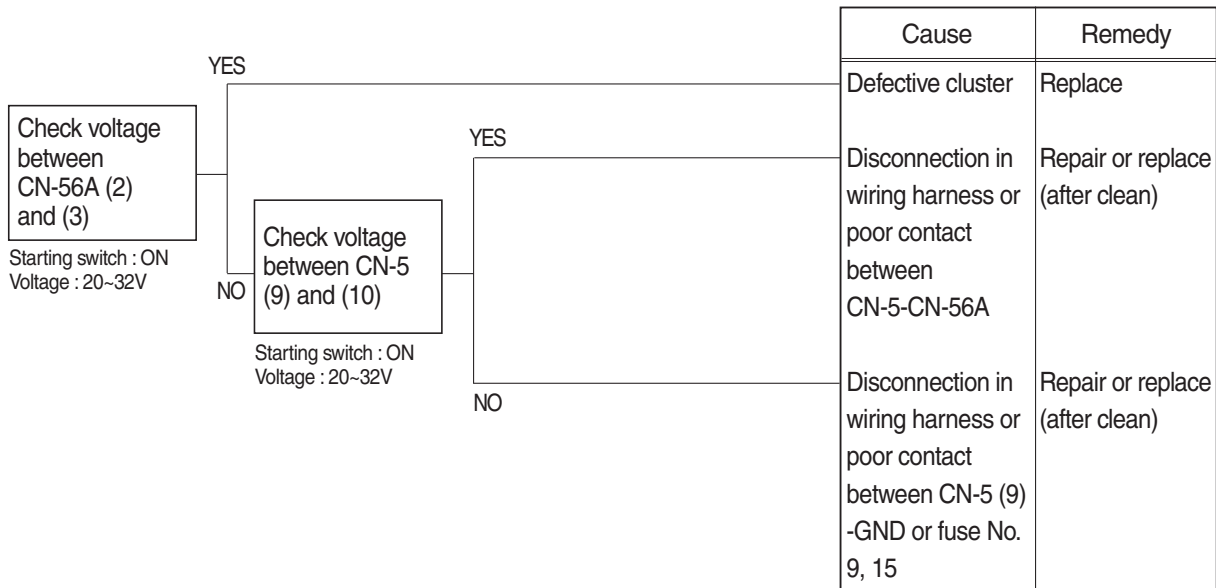 Cause
Remedy
YES
Defective cluster
Replace
Check voltage
between
CN-56A (2)
and (3)
Starting switch : ON
Voltage : 20~32V
YES
Disconnection in
wiring harness or
poor contact
between
CN-5-CN-56A
Repair or replace
(after clean)
NO
Check voltage
between CN-5
(9) and (10)
Starting switch : ON
Voltage : 20~32V
NO
Disconnection in
wiring harness or
poor contact
between CN-5 (9)
-GND or fuse No.
9, 15
Repair or replace
(after clean)